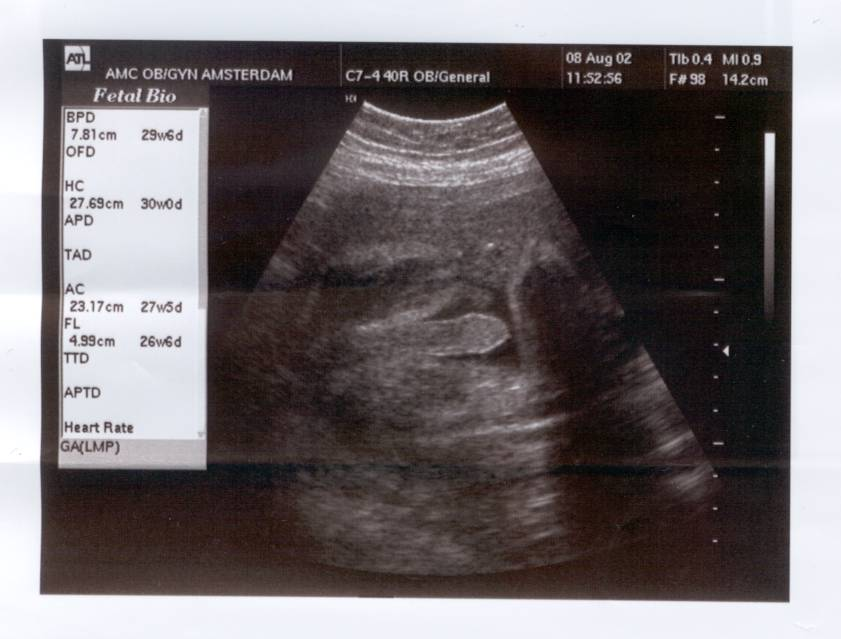 ATL
AMC OB/GYN AMSTERDAM
C7-4 40R OB/General
08 Aug 02
11:52:56
TIb 0.4 MI 0.9
F# 98 14.2cm
Fetal Bio
BPD
7.81cm 29w6d
OFD
HC
27.69cm 30w0d
APD
TAD
AC
23.17cm 27w5d
FL
4.99cm 26w6d
TTD
APTD
Heart Rate
GA(LMP)